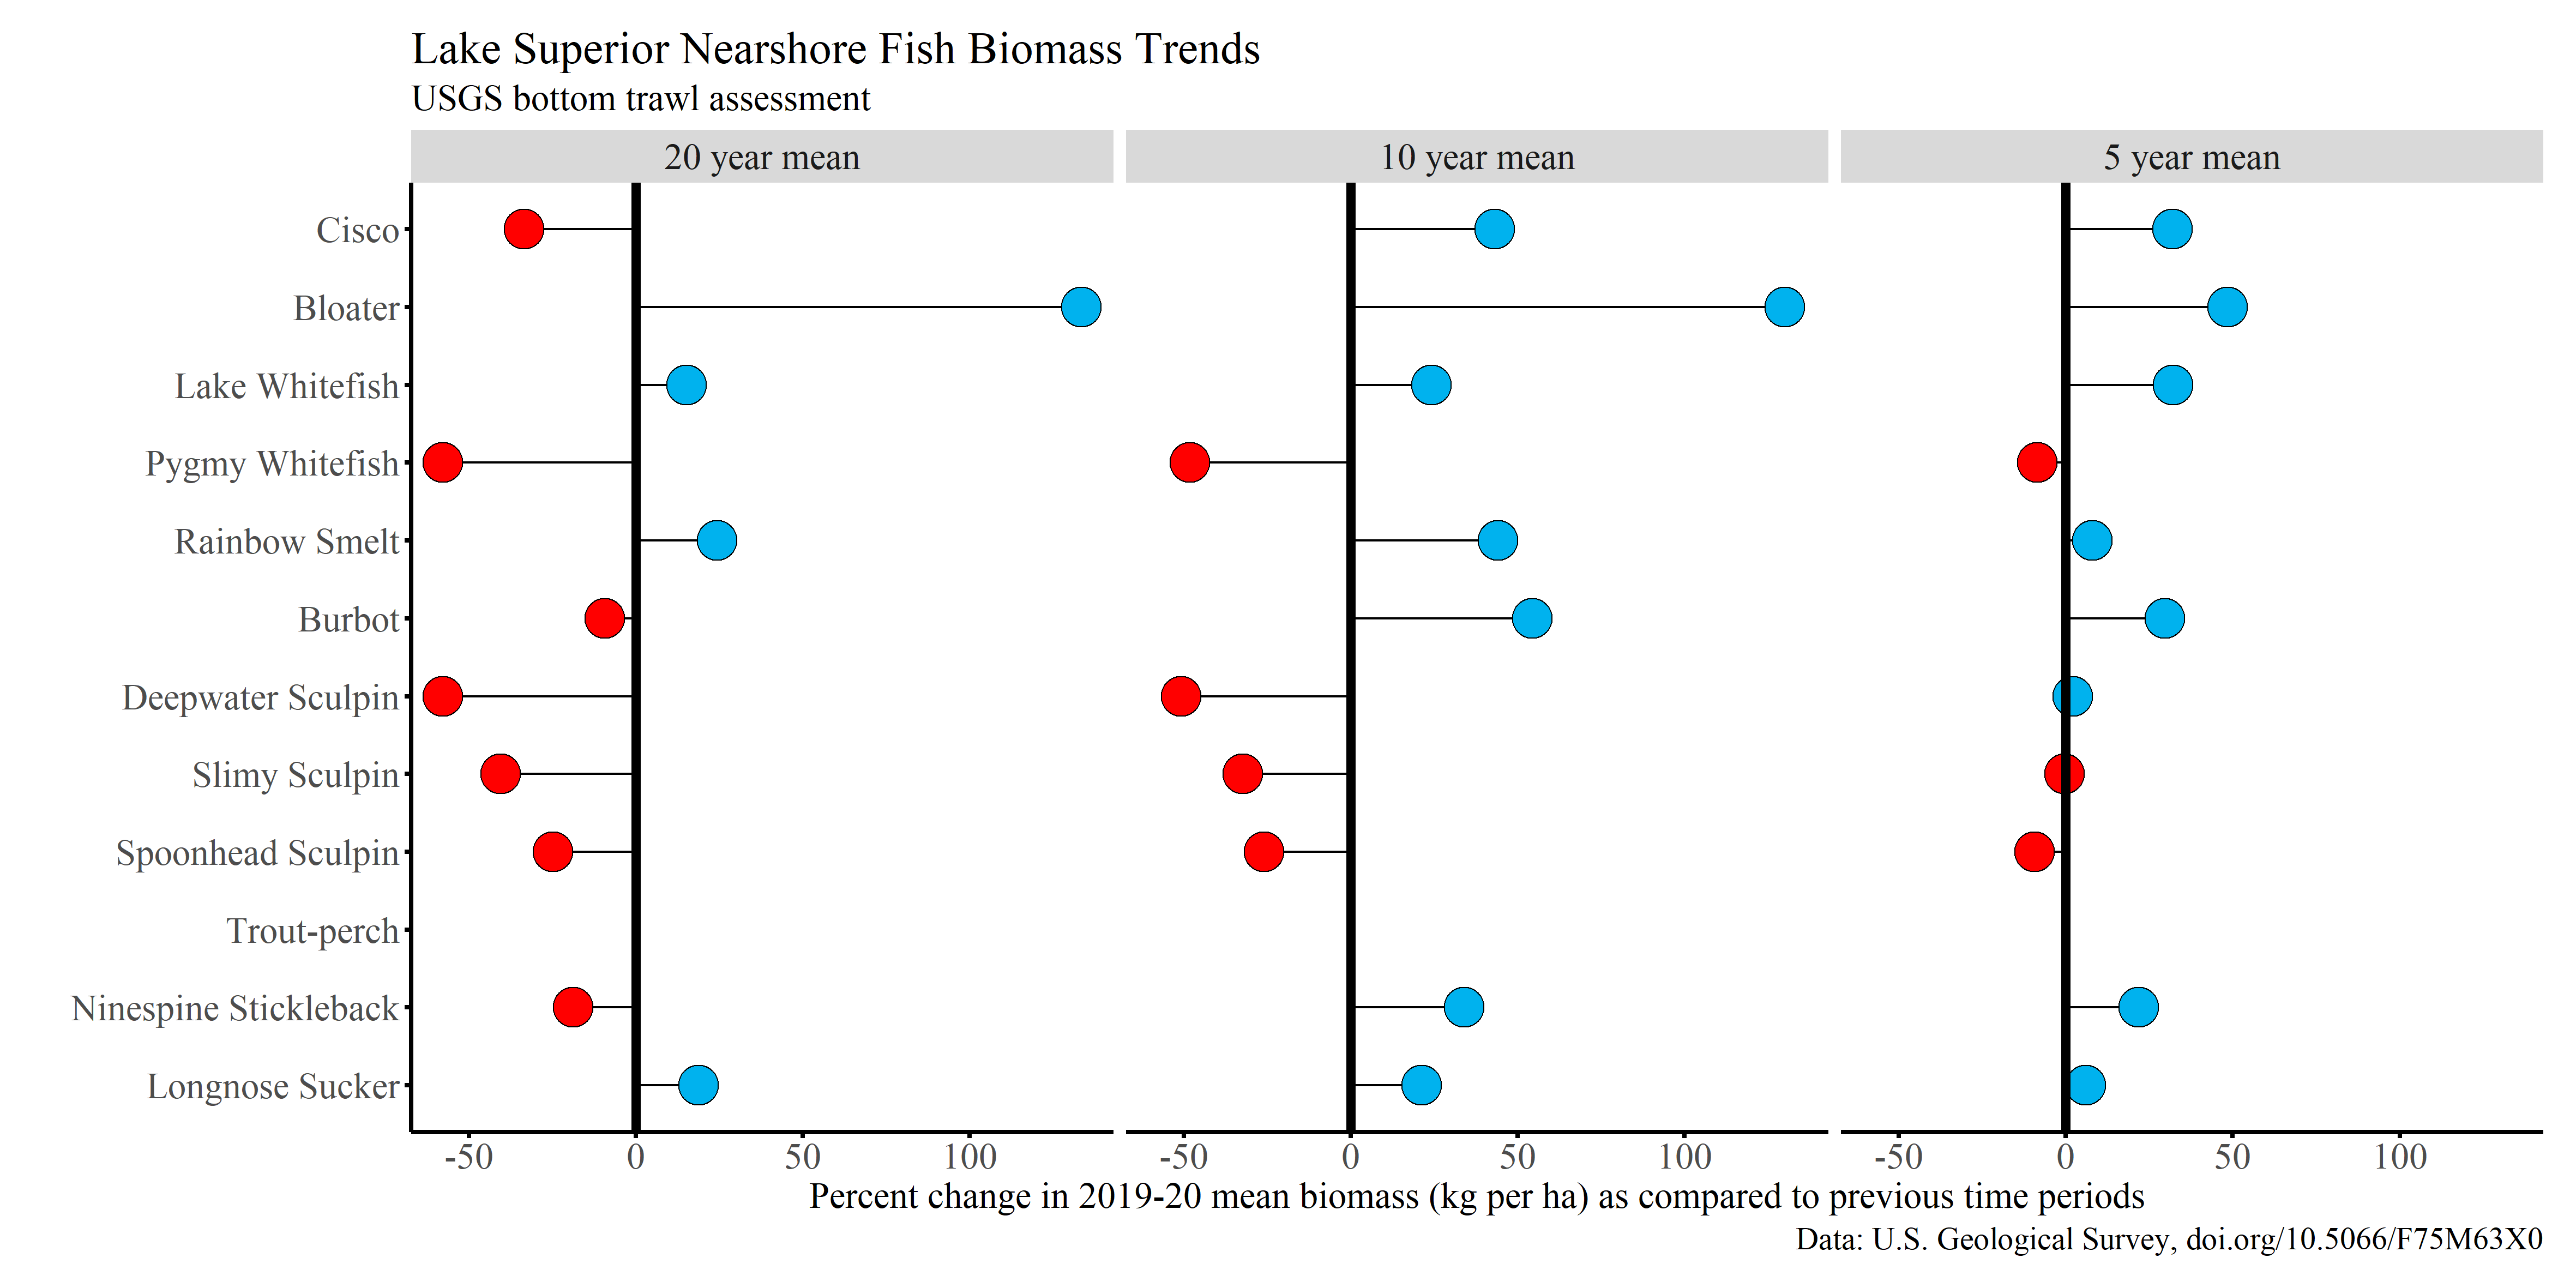 Lake Superior Nearshore Fish Biomass Trends
USGS bottom trawl assessment
20 year mean
10 year mean
5 year mean
Cisco
Bloater
Lake Whitefish
Pygmy Whitefish
Rainbow Smelt
Burbot
Deepwater Sculpin
Slimy Sculpin
Spoonhead Sculpin
Trout-perch
Ninespine Stickleback
Longnose Sucker
-50 0 50 100
-50 0 50 100
-50 0 50 100
Percent change in 2019-20 mean biomass (kg per ha) as compared to previous time periods
Data: U.S. Geological Survey, doi.org/10.5066/F75M63X0